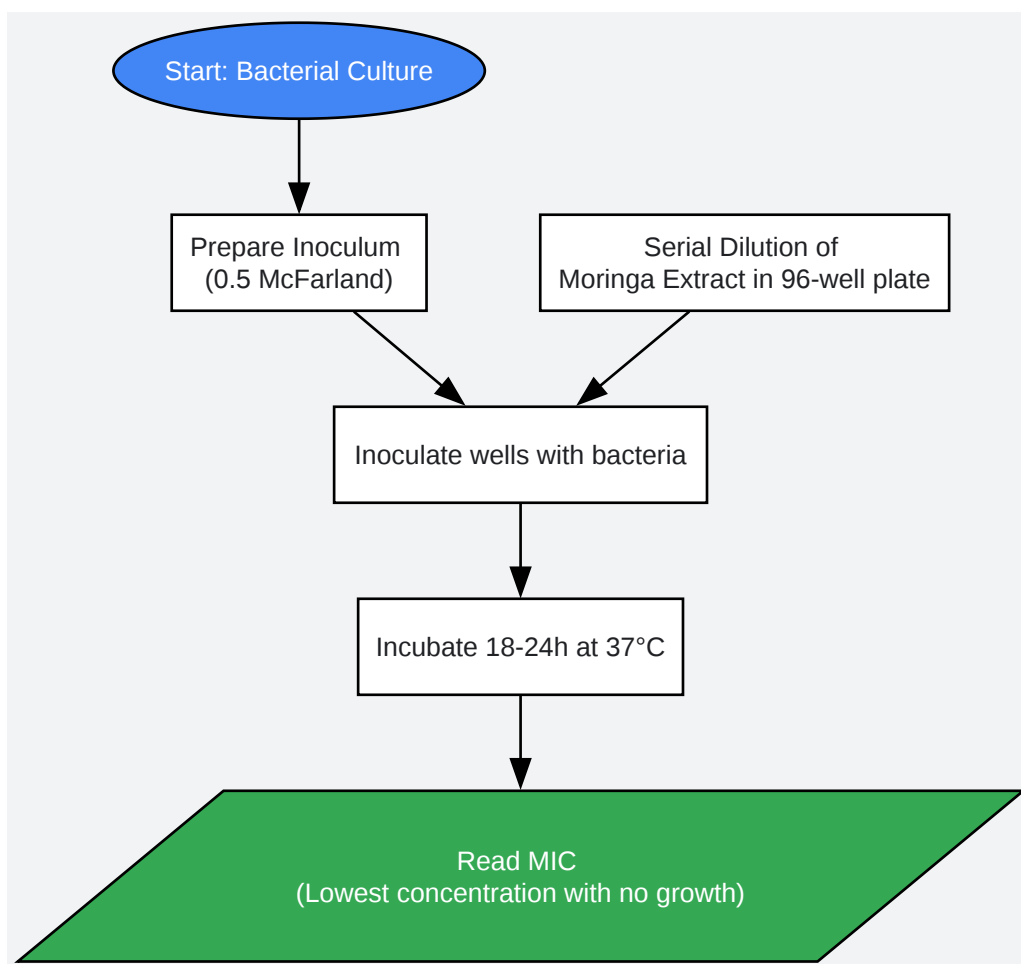 Start: Bacterial Culture
Prepare Inoculum
(0.5 McFarland)
Serial Dilution of
Moringa Extract in 96-well plate
Inoculate wells with bacteria
Incubate 18-24h at 37°C
Read MIC
(Lowest concentration with no growth)